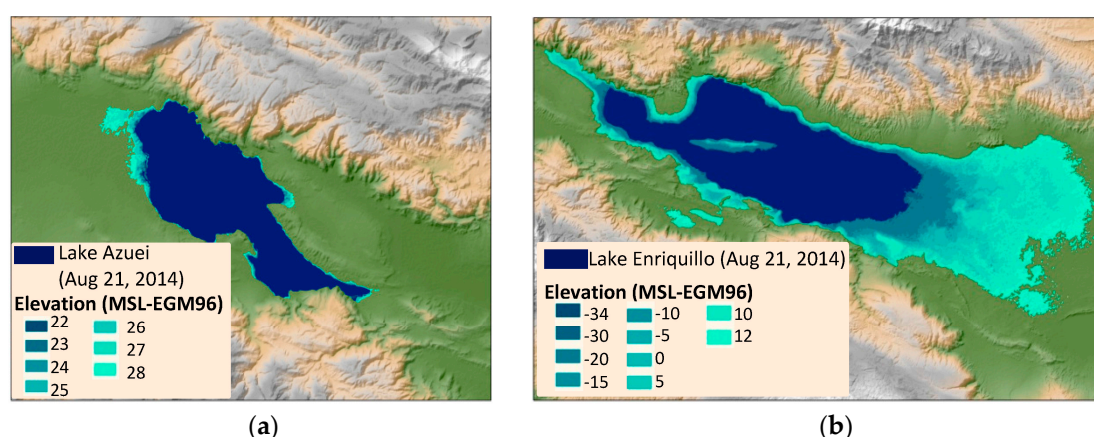 Lake Azuei
(Aug 21, 2014)
Elevation (MSL-EGM96)
22 26
23 27
24 28
25
(a)
Lake Enriquillo (Aug 21, 2014)
Elevation (MSL-EGM96)
-34 -10 10
-30 -5 12
-20 0
-15 5
(b)